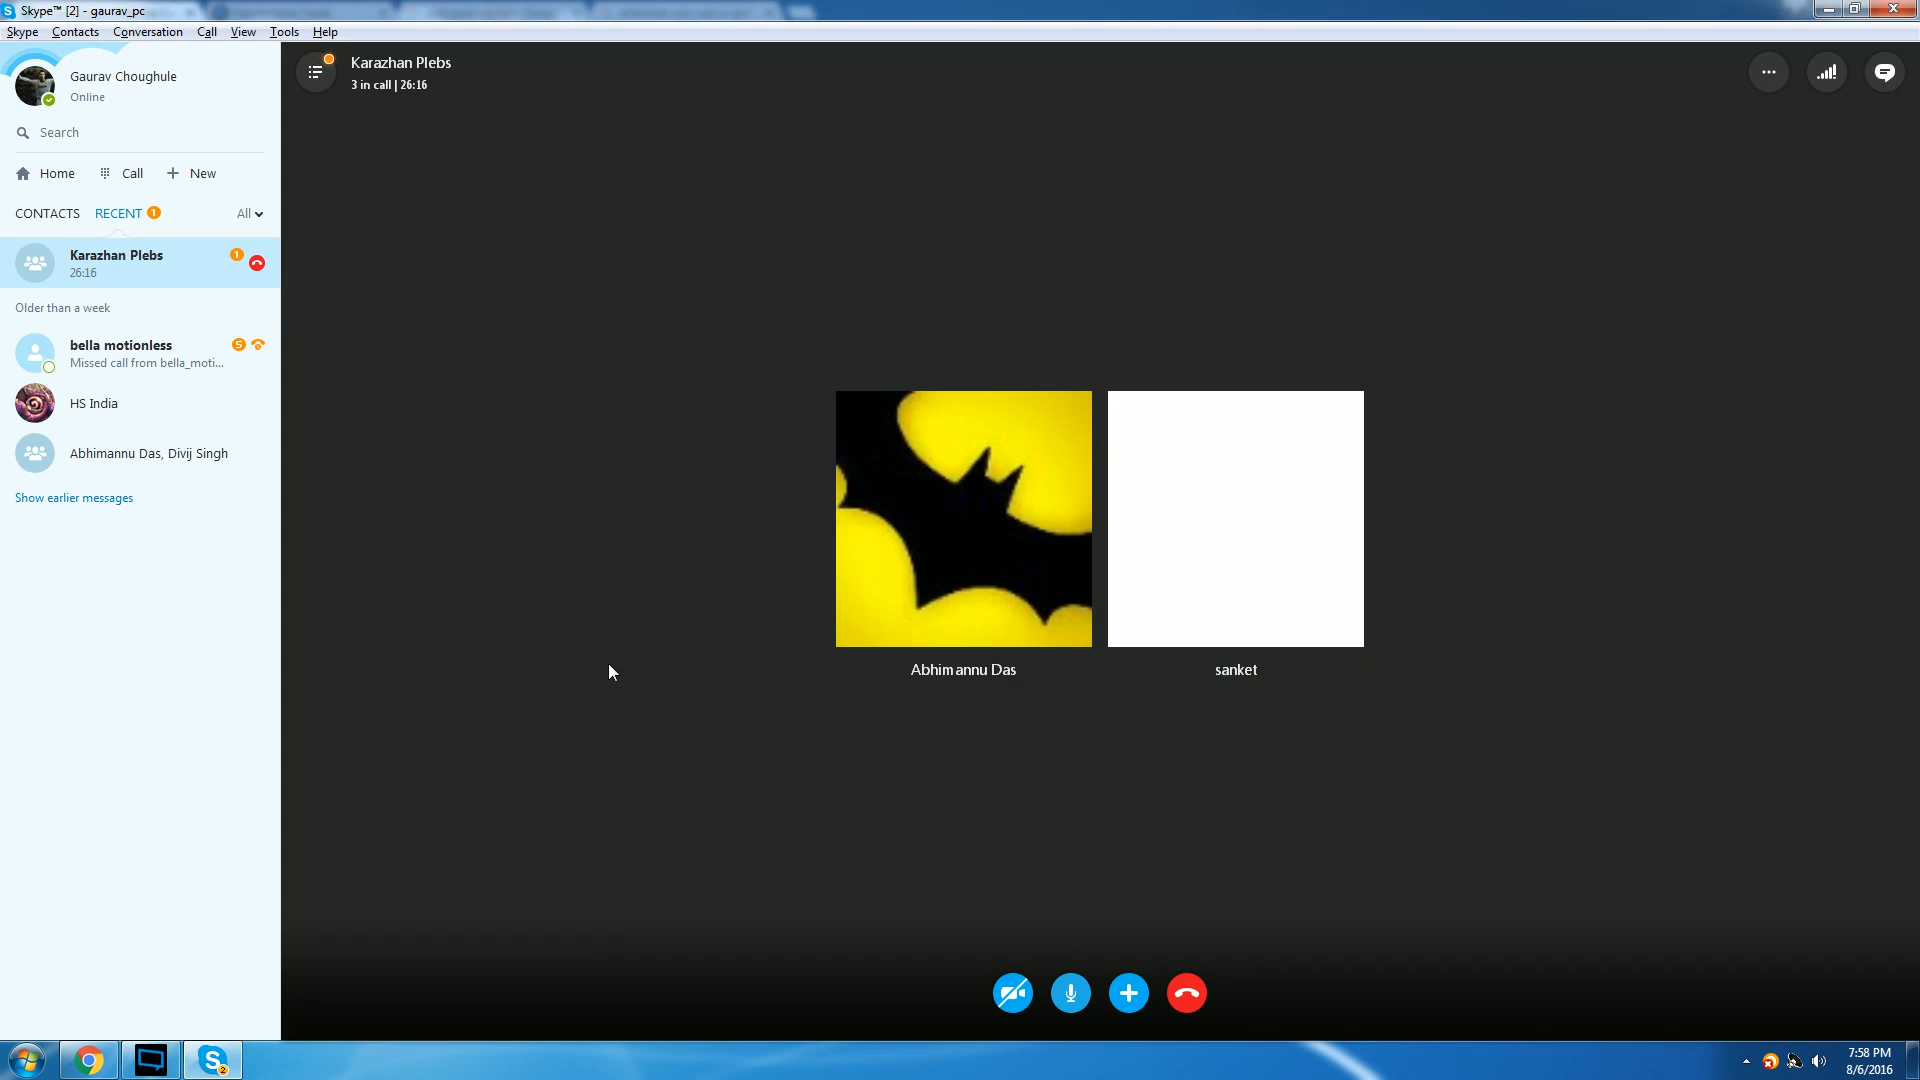 Skype™ [2] - gaurav_pc
Skype Contacts Conversation Call View Tools Help
Gaurav Choughule
Online
Search
Home Call New
CONTACTS RECENT 1 All
Karazhan Plebs 1
26:16
Older than a week
bella motionless 5
Missed call from bella_moti...
HS India
Abhimannu Das, Divij Singh
Show earlier messages
Karazhan Plebs
3 in call | 26:16
Abhimannu Das
sanket
2
7:58 PM
8/6/2016